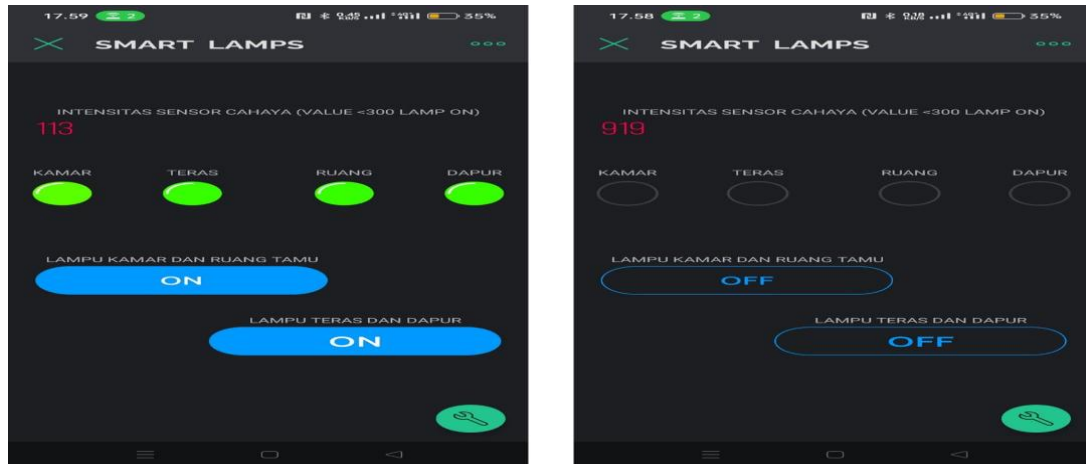 17.59 2 35%
SMART LAMPS
INTENSITAS SENSOR CAHAYA (VALUE <300 LAMP ON)
113
KAMAR TERAS RUANG DAPUR
LAMPU KAMAR DAN RUANG TAMU
ON
LAMPU TERAS DAN DAPUR
ON
17.58 2 35%
SMART LAMPS
INTENSITAS SENSOR CAHAYA (VALUE <300 LAMP ON)
919
KAMAR TERAS RUANG DAPUR
LAMPU KAMAR DAN RUANG TAMU
OFF
LAMPU TERAS DAN DAPUR
OFF